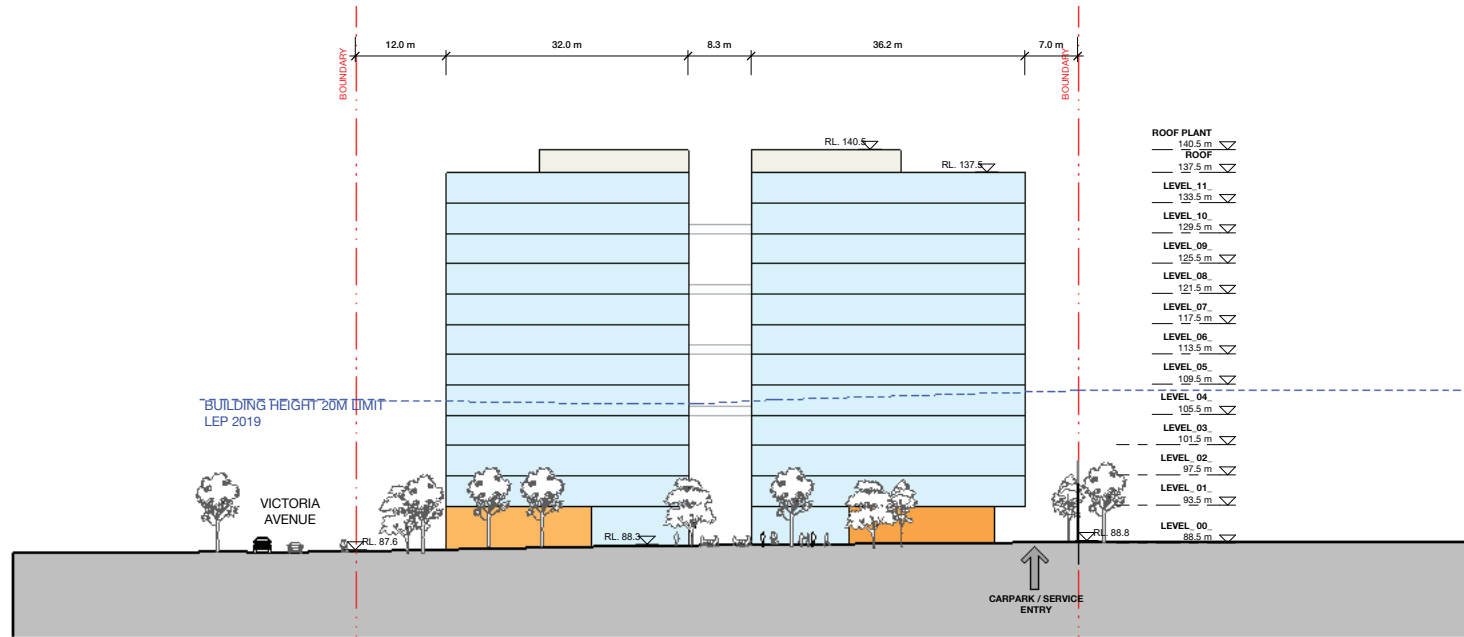 12.0 m
32.0 m
8.3 m
36.2 m
7.0 m
BOUNDARY
BOUNDARY
RL. 140.5
RL. 137.5
ROOF PLANT
140.5 m
ROOF
137.5 m
LEVEL_11_
133.5 m
LEVEL_10_
129.5 m
LEVEL_09_
125.5 m
LEVEL_08_
121.5 m
LEVEL_07_
117.5 m
LEVEL_06_
113.5 m
LEVEL_05_
109.5 m
LEVEL_04_
105.5 m
LEVEL_03_
101.5 m
LEVEL_02_
97.5 m
LEVEL_01_
93.5 m
LEVEL_00_
88.5 m
BUILDING HEIGHT 20M LIMIT
LEP 2019
VICTORIA
AVENUE
RL. 87.6
RL. 88.3
RL. 88.8
CARPARK / SERVICE
ENTRY